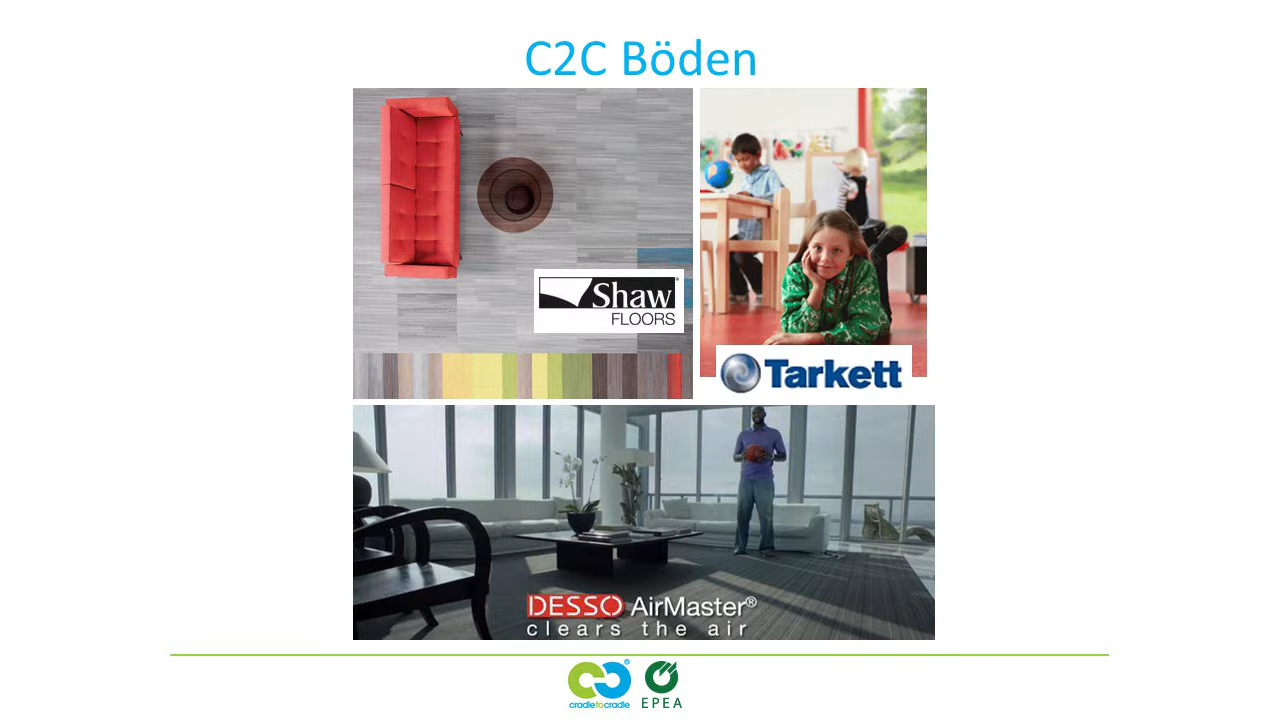 C2C Böden
Shaw
FLOORS
Tarkett
DESSO AirMaster®
clears the air
®
cradletocradle
EPEA